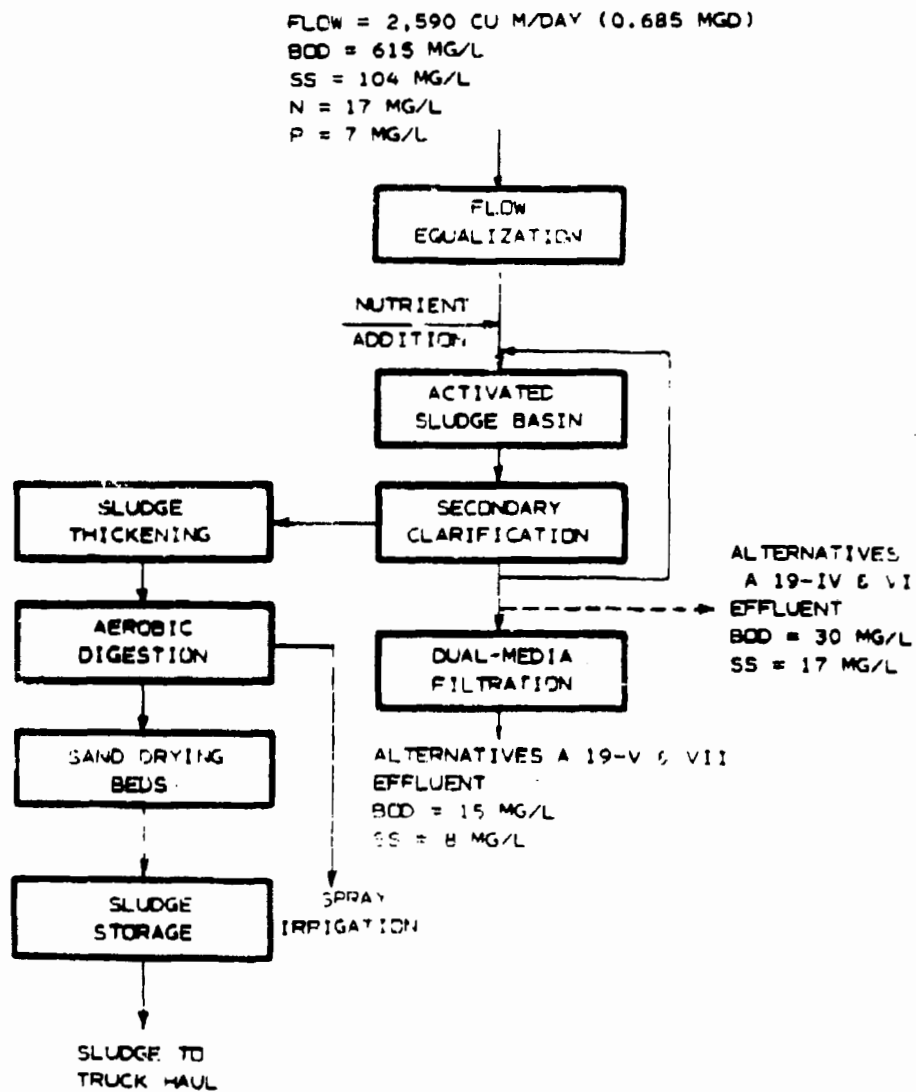 FLOW = 2,590 CU M/DAY (0.685 MGD)
BOD = 615 MG/L
SS = 104 MG/L
N = 17 MG/L
P = 7 MG/L
FLOW
EQUALIZATION
NUTRIENT
ADDITION
ACTIVATED
SLUDGE BASIN
SECONDARY
CLARIFICATION
SLUDGE
THICKENING
ALTERNATIVES
A 19-IV & VI
EFFLUENT
BOD = 30 MG/L
SS = 17 MG/L
AEROBIC
DIGESTION
DUAL-MEDIA
FILTRATION
SAND DRYING
BEDS
ALTERNATIVES A 19-V & VII
EFFLUENT
BOD = 15 MG/L
SS = 8 MG/L
SLUDGE
STORAGE
SPRAY
IRRIGATION
SLUDGE TO
TRUCK HAUL